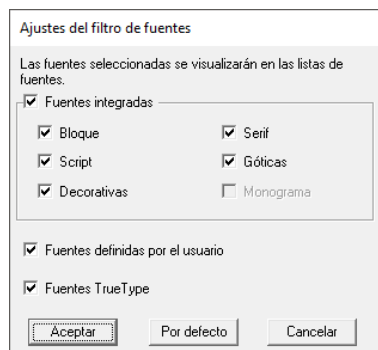 Ajustes del filtro de fuentes
Las fuentes seleccionadas se visualizarán en las listas de
fuentes.
Fuentes integradas
Bloque Serif
Script Góticas
Decorativas Monograma
Fuentes definidas por el usuario
Fuentes TrueType
Aceptar Por defecto Cancelar